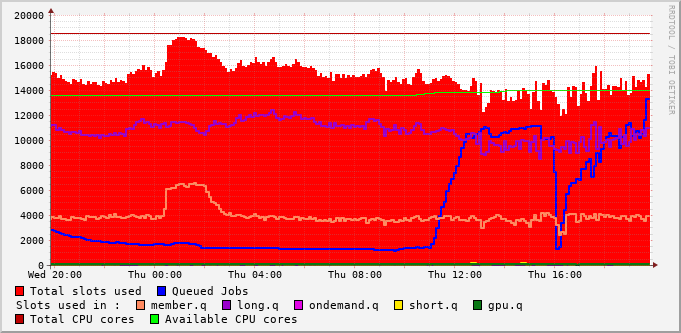 20000
18000
16000
14000
12000
10000
8000
6000
4000
2000
0
Wed 20:00 Thu 00:00 Thu 04:00 Thu 08:00 Thu 12:00 Thu 16:00
Total slots used Queued Jobs
Slots used in : member.q long.q ondemand.q short.q gpu.q
Total CPU cores Available CPU cores
RRDTOOL / TOBI OETIKER